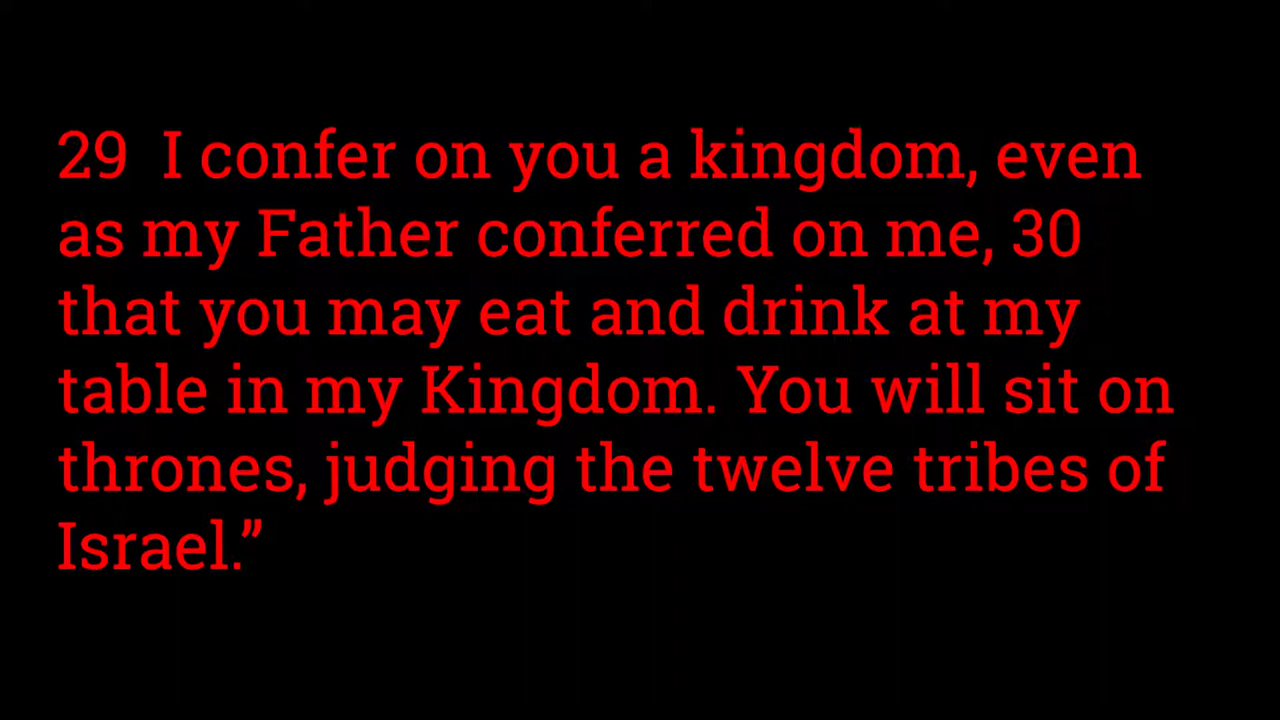 29  I confer on you a kingdom, even
as my Father conferred on me, 30
that you may eat and drink at my
table in my Kingdom. You will sit on
thrones, judging the twelve tribes of
Israel.”